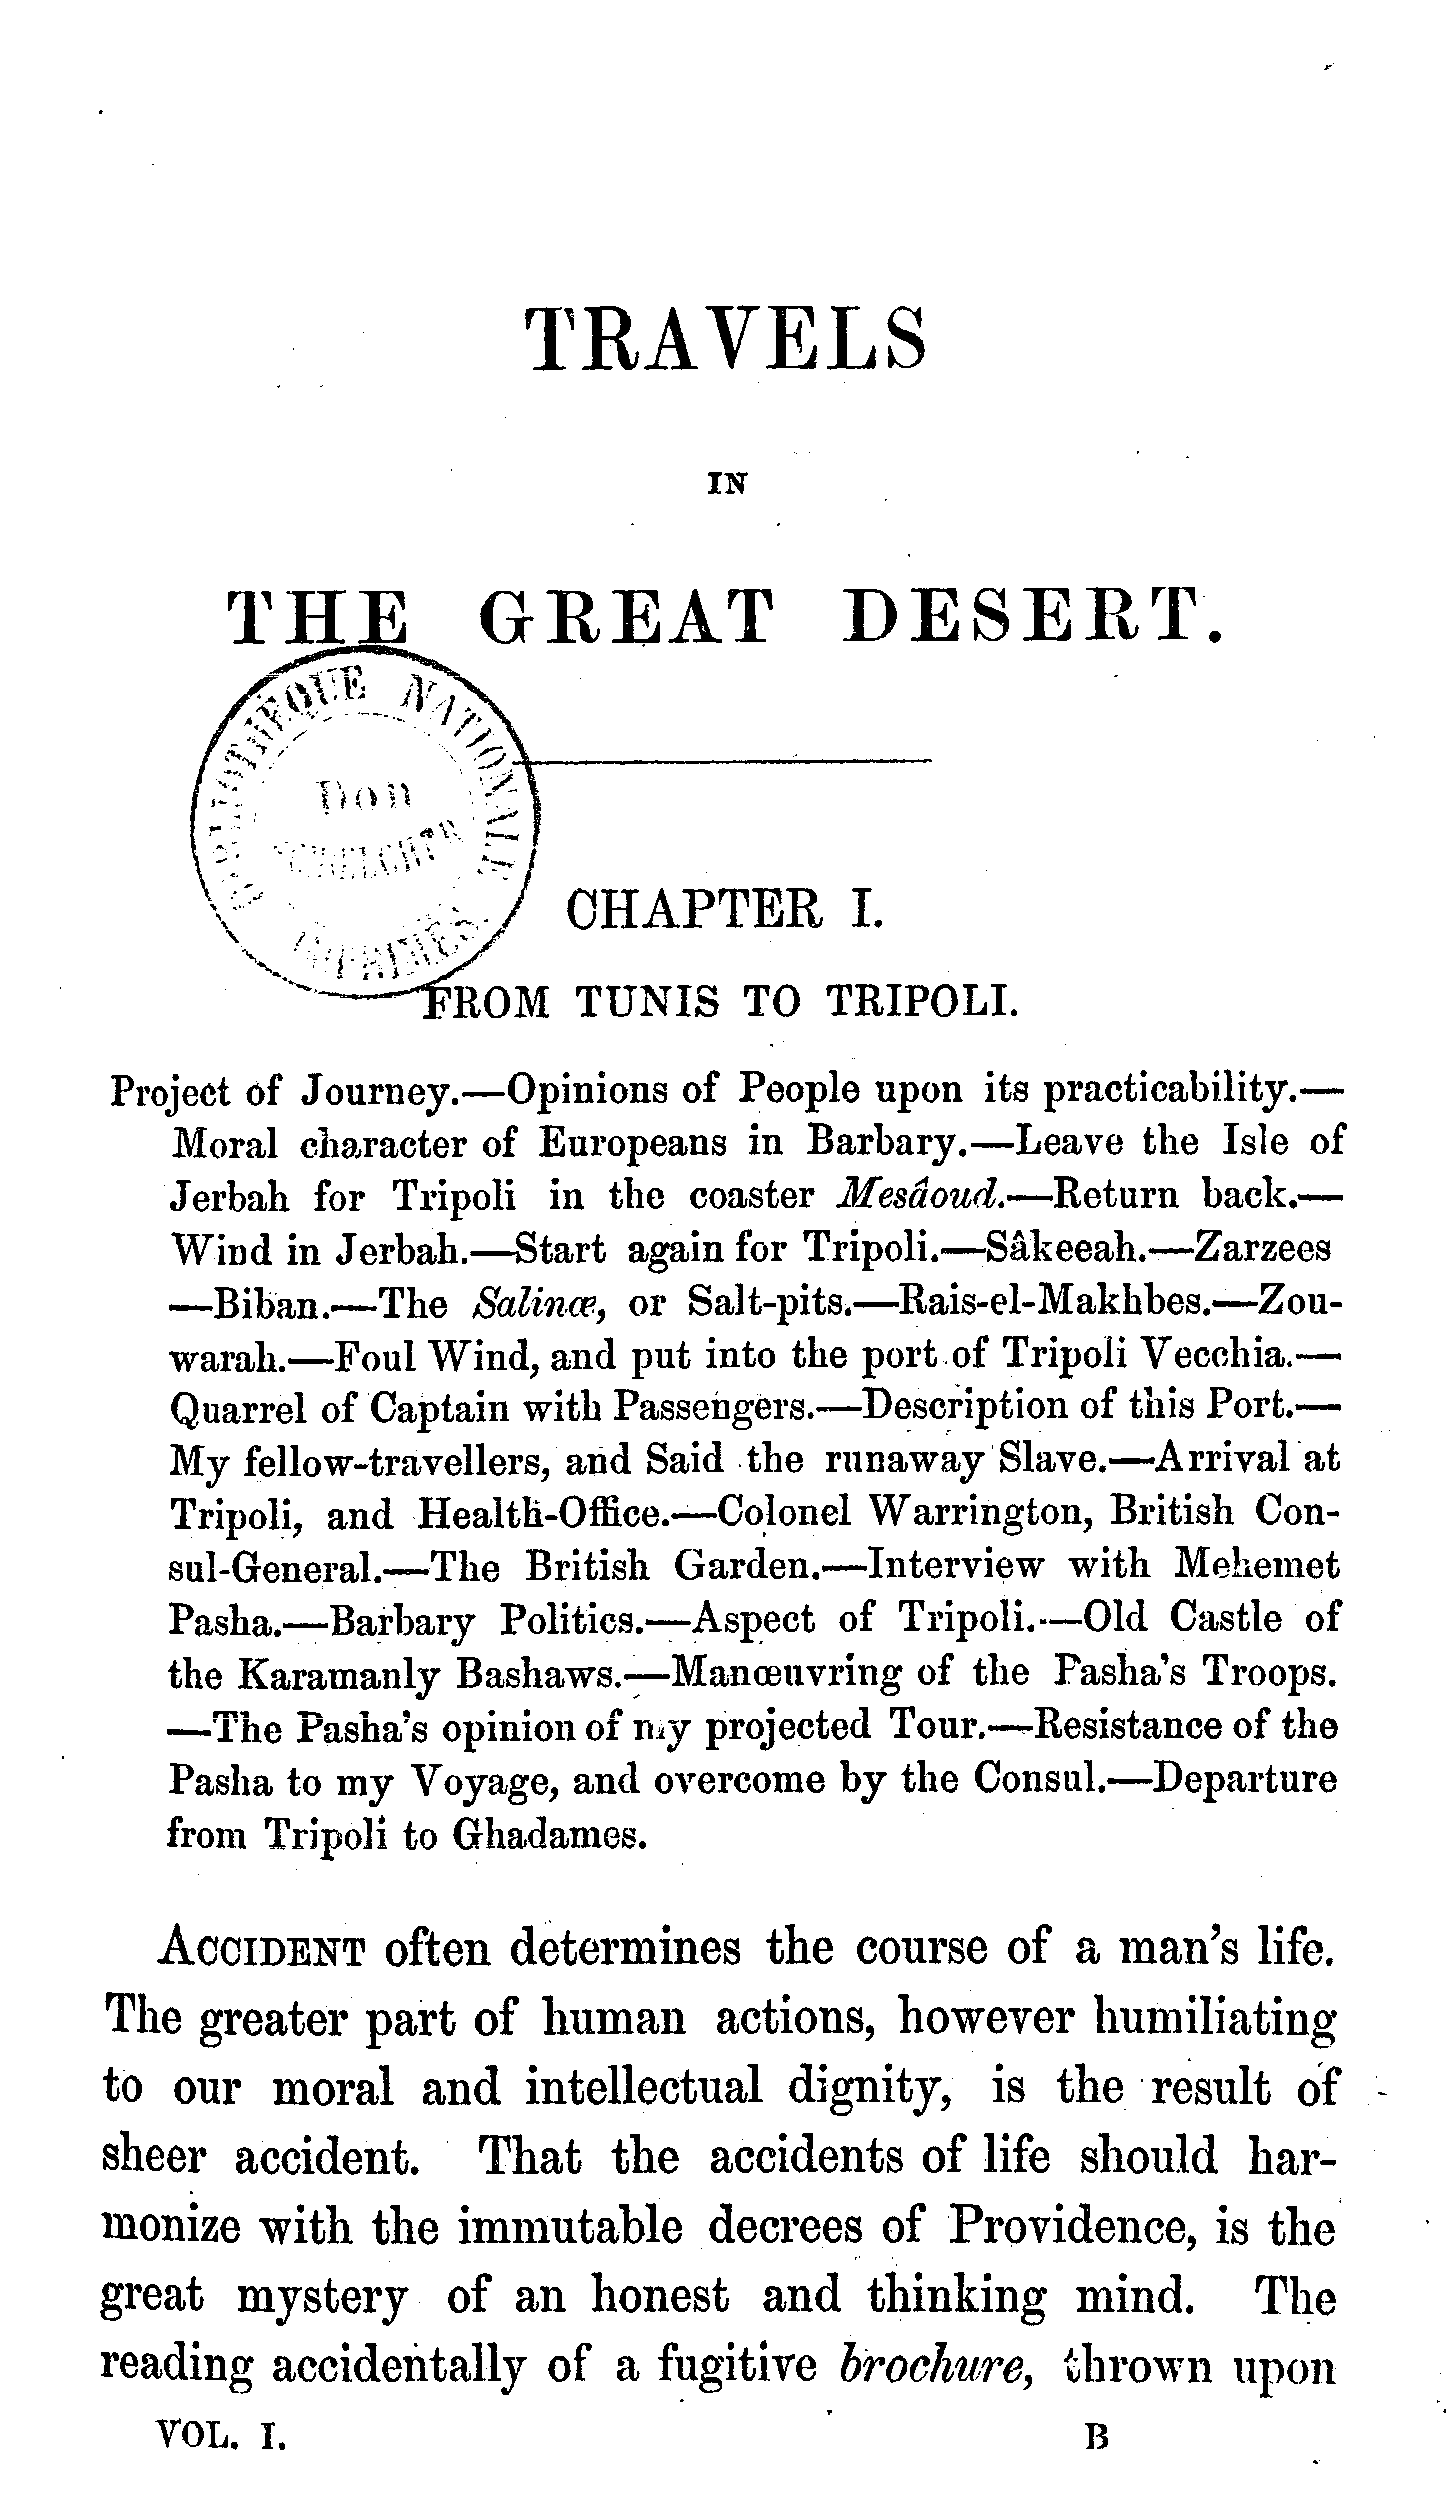 TRAVELS
IN
THE GREAT DESERT.
BIBLIOTHÈQUE NATIONALE
Don
IMPRIMÉS
CHAPTER I.
FROM TUNIS TO TRIPOLI.
Project of Journey.—Opinions of People upon its practicability.—
Moral character of Europeans in Barbary.—Leave the Isle of
Jerbah for Tripoli in the coaster Mesâoud.—Return back.—
Wind in Jerbah.—Start again for Tripoli.—Sâkeeah.—Zarzees
—Biban.—The Salinæ, or Salt-pits.—Rais-el-Makhbes.—Zou-
warah.—Foul Wind, and put into the port of Tripoli Vecchia.—
Quarrel of Captain with Passengers.—Description of this Port.—
My fellow-travellers, and Said the runaway Slave.—Arrival at
Tripoli, and Health-Office.—Colonel Warrington, British Con-
sul-General.—The British Garden.—Interview with Mehemet
Pasha.—Barbary Politics.—Aspect of Tripoli.—Old Castle of
the Karamanly Bashaws.—Manœuvring of the Pasha's Troops.
—The Pasha's opinion of my projected Tour.—Resistance of the
Pasha to my Voyage, and overcome by the Consul.—Departure
from Tripoli to Ghadames.
ACCIDENT often determines the course of a man's life.
The greater part of human actions, however humiliating
to our moral and intellectual dignity, is the result of
sheer accident. That the accidents of life should har-
monize with the immutable decrees of Providence, is the
great mystery of an honest and thinking mind. The
reading accidentally of a fugitive brochure, thrown upon
VOL. I. B